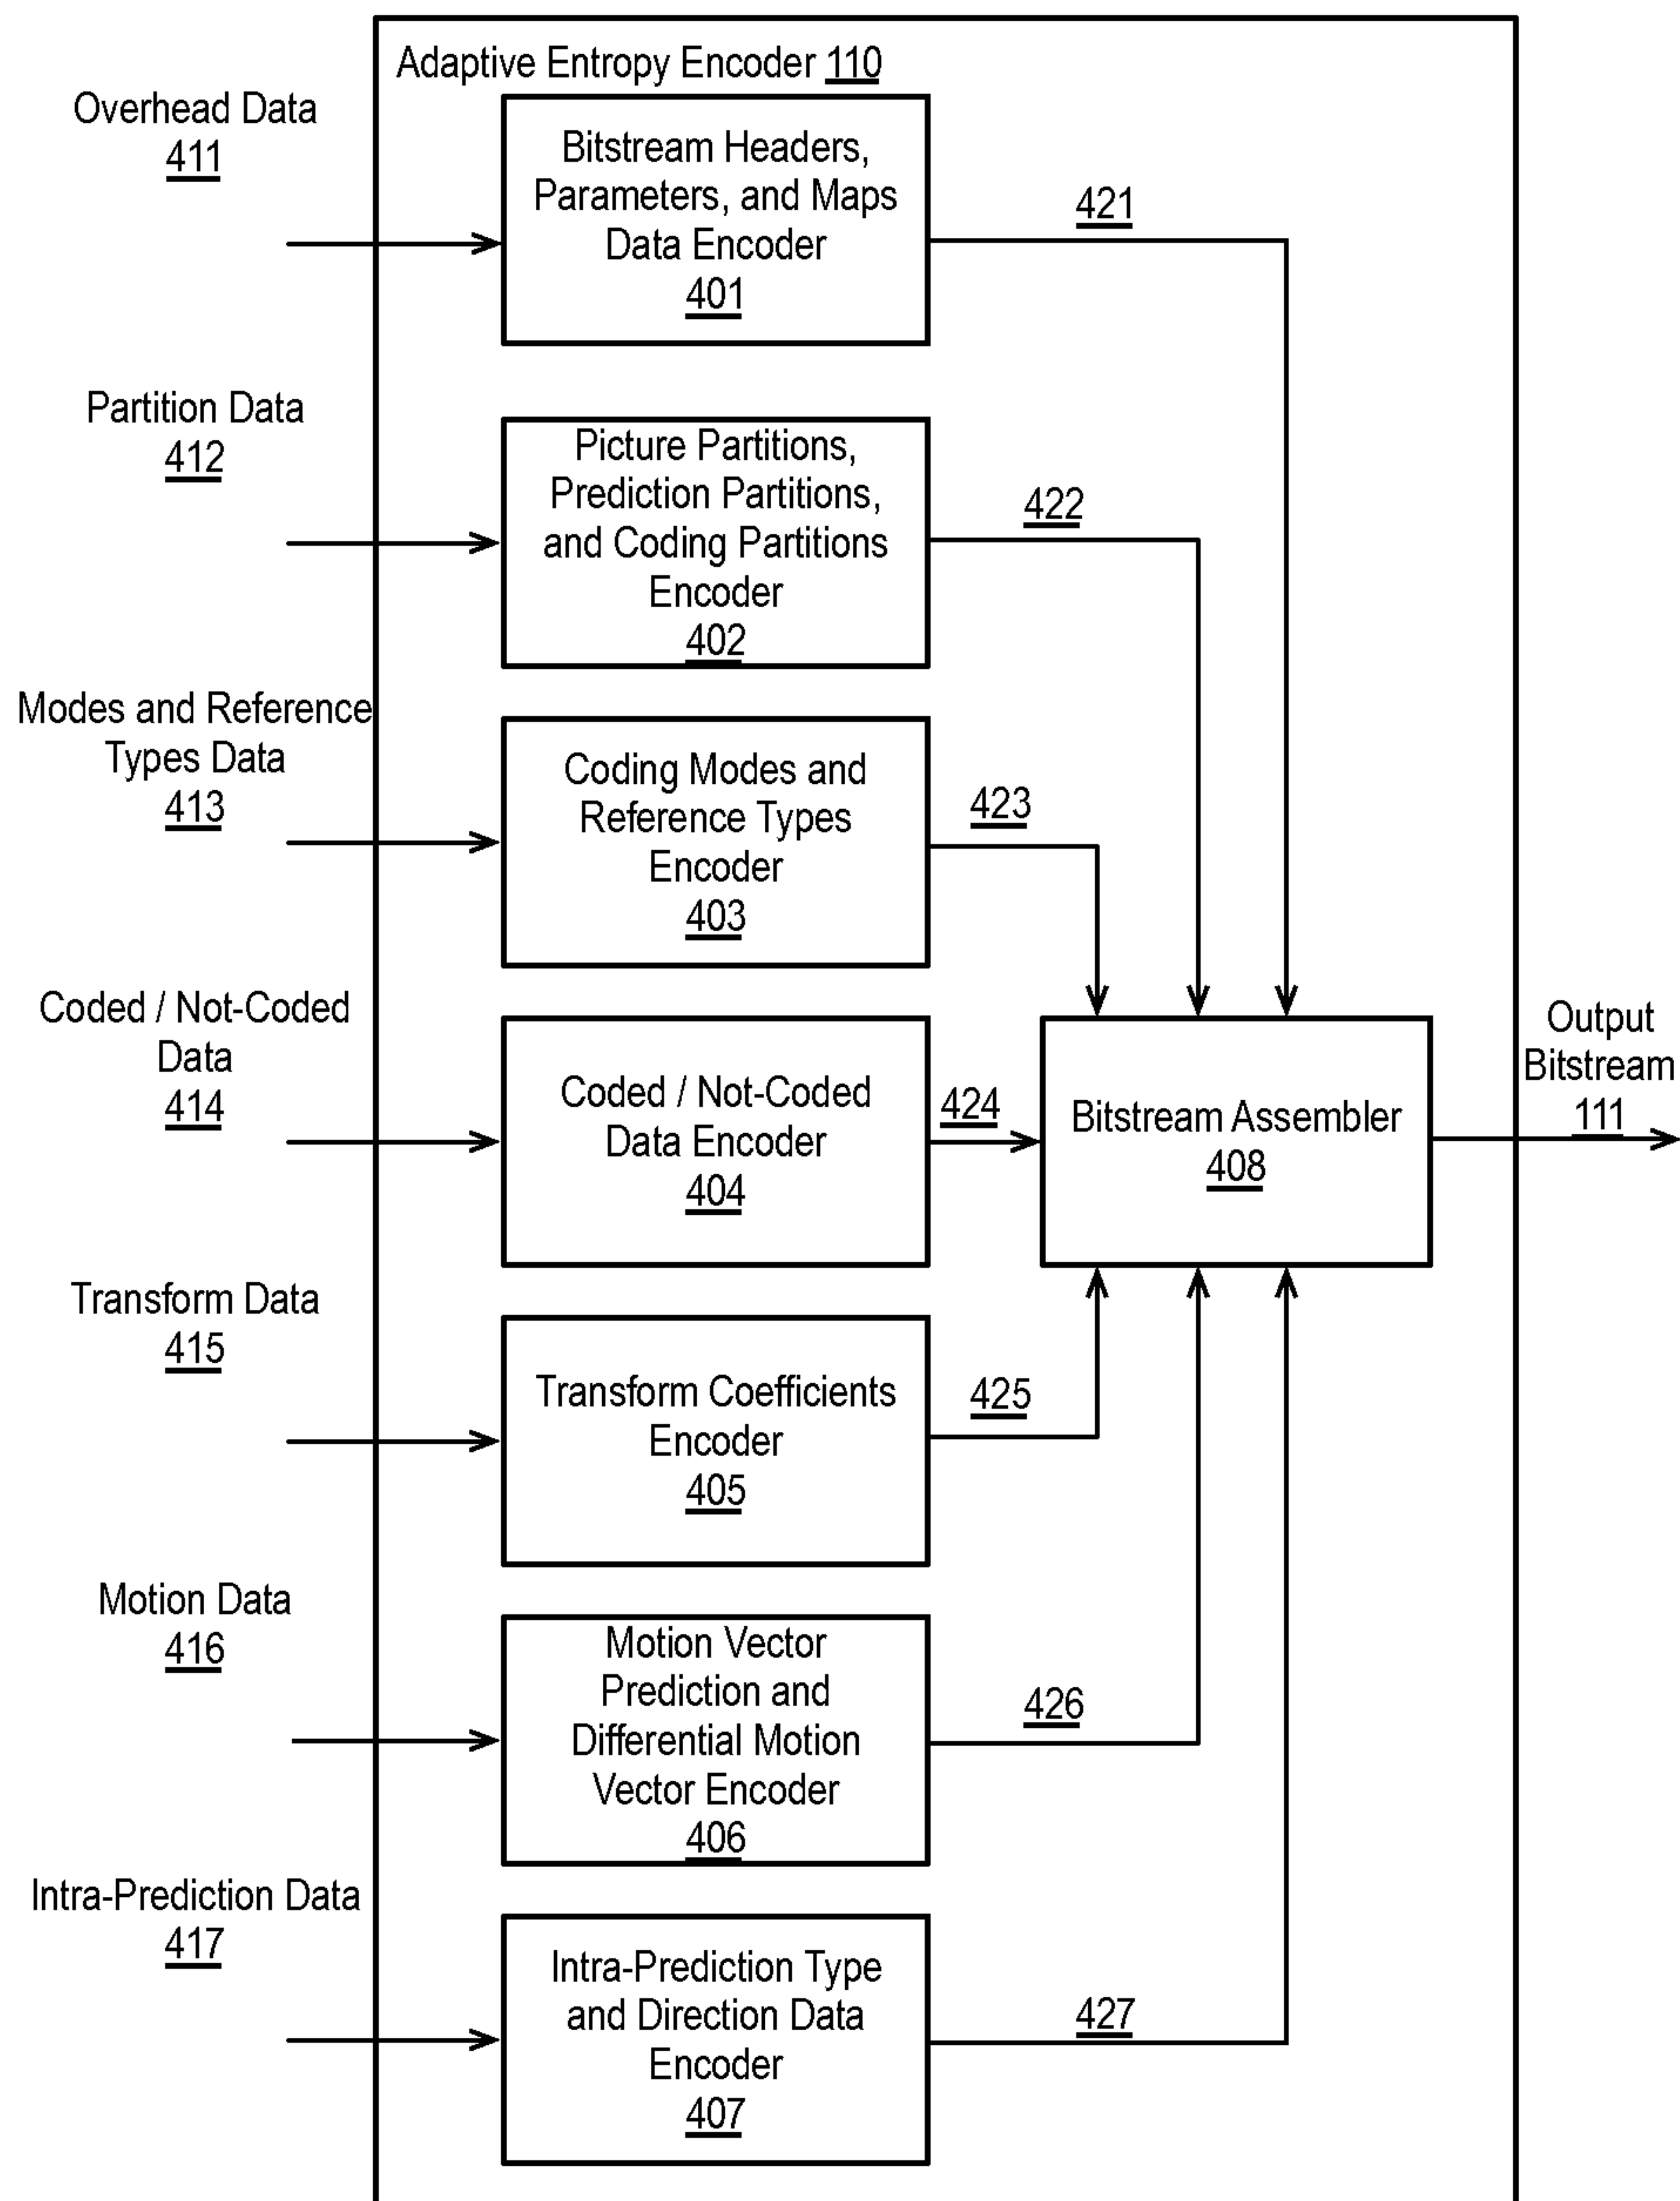 Adaptive Entropy Encoder 110
Overhead Data
411
Bitstream Headers,
Parameters, and Maps
Data Encoder
401
421
Partition Data
412
Picture Partitions,
Prediction Partitions,
and Coding Partitions
Encoder
402
422
Modes and Reference
Types Data
413
Coding Modes and
Reference Types
Encoder
403
423
Coded / Not-Coded
Data
414
Coded / Not-Coded
Data Encoder
404
424
Bitstream Assembler
408
Output
Bitstream
111
Transform Data
415
Transform Coefficients
Encoder
405
425
Motion Data
416
Motion Vector
Prediction and
Differential Motion
Vector Encoder
406
426
Intra-Prediction Data
417
Intra-Prediction Type
and Direction Data
Encoder
407
427